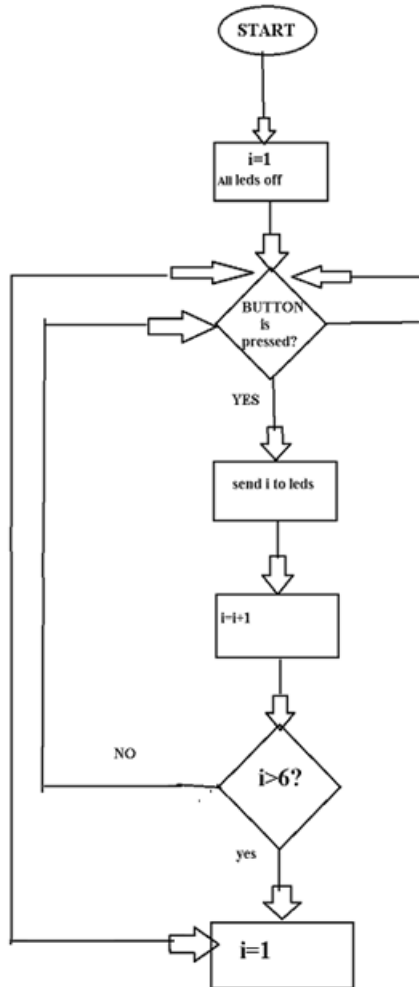 START
i=1
All leds off
BUTTON
is
pressed?
YES
send i to leds
i=i+1
i>6?
NO
yes
i=1